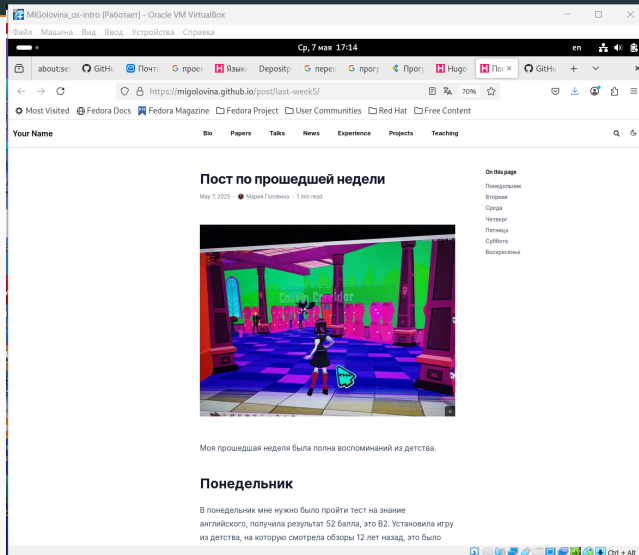 MIGolovina_os-intro [Работает] - Oracle VM VirtualBox
Файл Машина Вид Ввод Устройства Справка
Ср, 7 мая 17:14
en
about:se GitHu Почта G проек Языки Depositp G перев G прогр Прогр Hugo Пос GitHu
https://migolovina.github.io/post/last-week5/
70%
Most Visited Fedora Docs Fedora Magazine Fedora Project User Communities Red Hat Free Content
Your Name Bio Papers Talks News Experience Projects Teaching
Пост по прошедшей недели
May 7, 2025 · Мария Головина · 1 min read
On this page
Понедельник
Вторник
Среда
Четверг
Пятница
Суббота
Воскресенье
Coffin Corridor
Моя прошедшая неделя была полна воспоминаний из детства.
Понедельник
В понедельник мне нужно было пройти тест на знание
английского, получила результат 52 балла, это B2. Установила игру
из детства, на которую смотрела обзоры 12 лет назад, это было
Ctrl + Alt